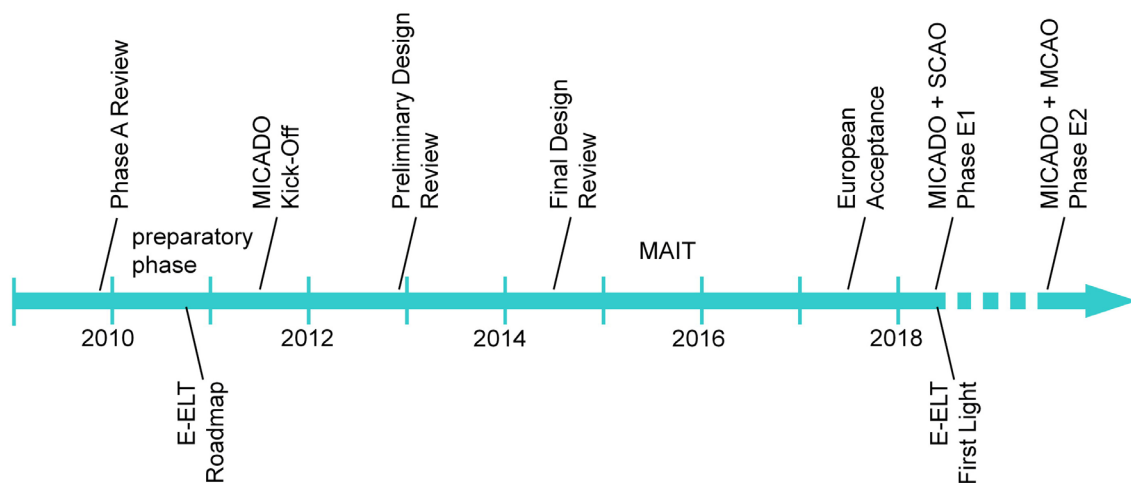 Phase A Review
MICADO
Kick-Off
Preliminary Design
Review
Final Design
Review
European
Acceptance
MICADO + SCAO
Phase E1
MICADO + MCAO
Phase E2
preparatory
phase
MAIT
2010
2012
2014
2016
2018
E-ELT
Roadmap
E-ELT
First Light